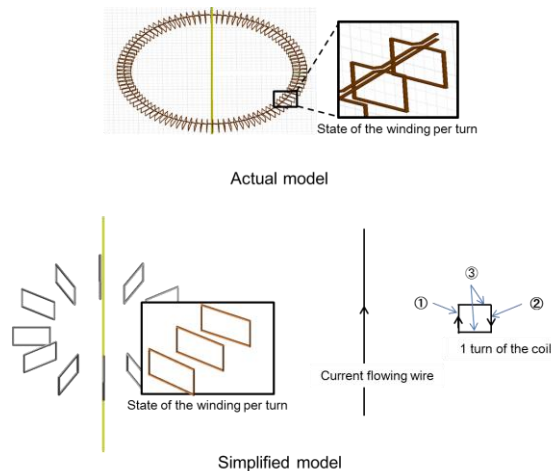 State of the winding per turn
Actual model
③
①
②
1 turn of the coil
Current flowing wire
State of the winding per turn
Simplified model